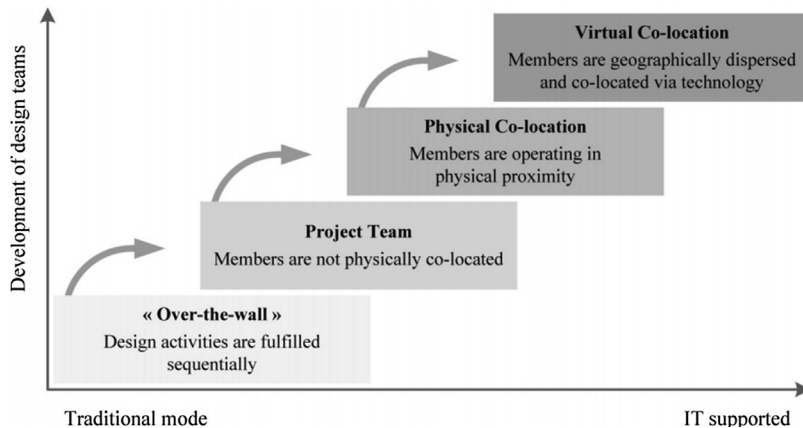 Virtual Co-location
Members are geographically dispersed
and co-located via technology
Physical Co-location
Members are operating in
physical proximity
Project Team
Members are not physically co-located
« Over-the-wall »
Design activities are fulfilled
sequentially
Development of design teams
Traditional mode
IT supported